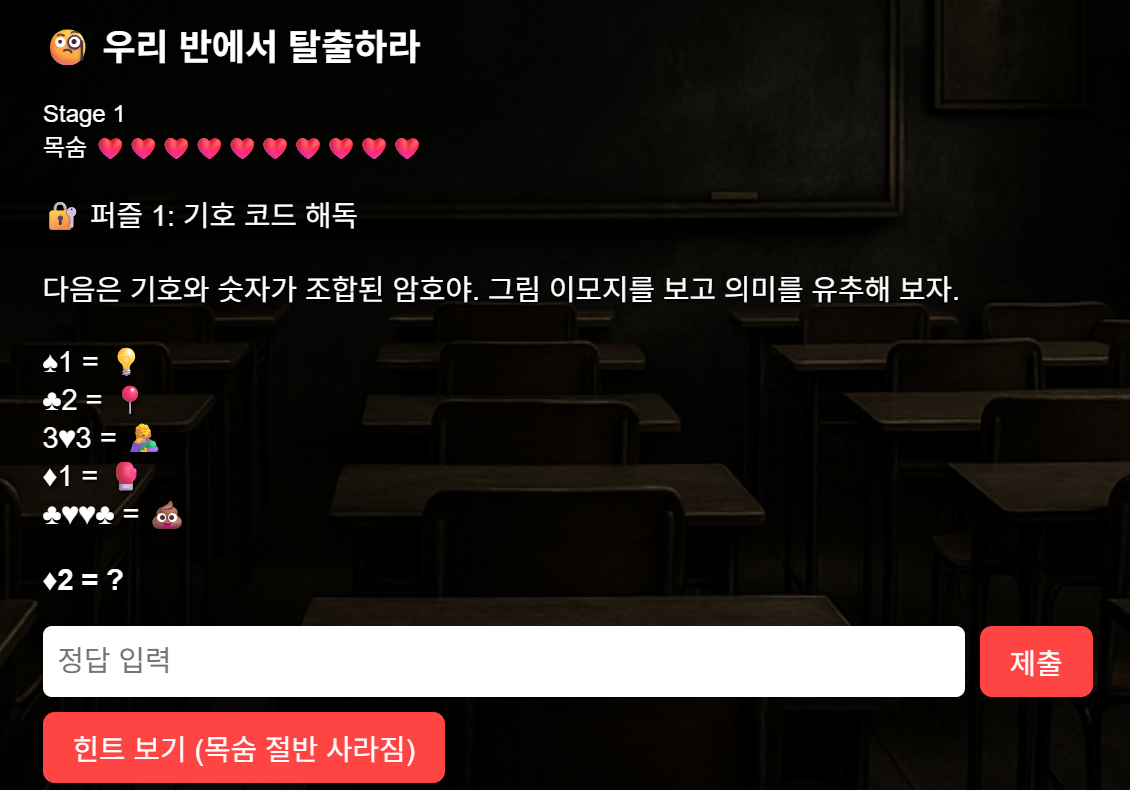 🧐 우리 반에서 탈출하라
Stage 1
목숨 ❤️ ❤️ ❤️ ❤️ ❤️ ❤️ ❤️ ❤️ ❤️ ❤️
🔐 퍼즐 1: 기호 코드 해독
다음은 기호와 숫자가 조합된 암호야. 그림 이모지를 보고 의미를 유추해 보자.
♠1 = 💡
♣2 = 📍
3♥3 = 🤱
♦1 = 🥊
♣♥♥♣ = 💩
♦2 = ?
정답 입력
제출
힌트 보기 (목숨 절반 사라짐)